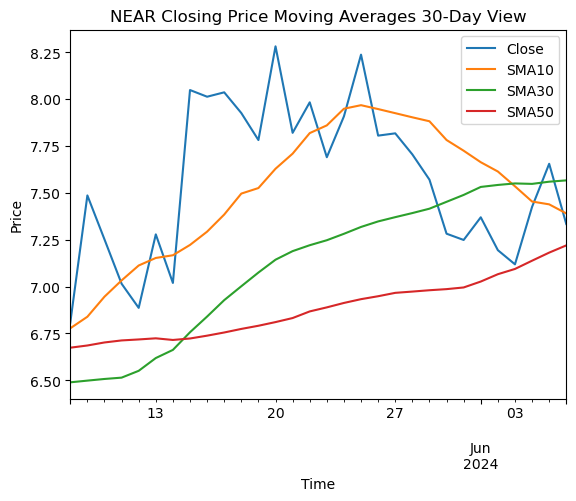 NEAR Closing Price Moving Averages 30-Day View
Close
SMA10
SMA30
SMA50
Price
8.25
8.00
7.75
7.50
7.25
7.00
6.75
6.50
13 20 27 03
Jun
2024
Time